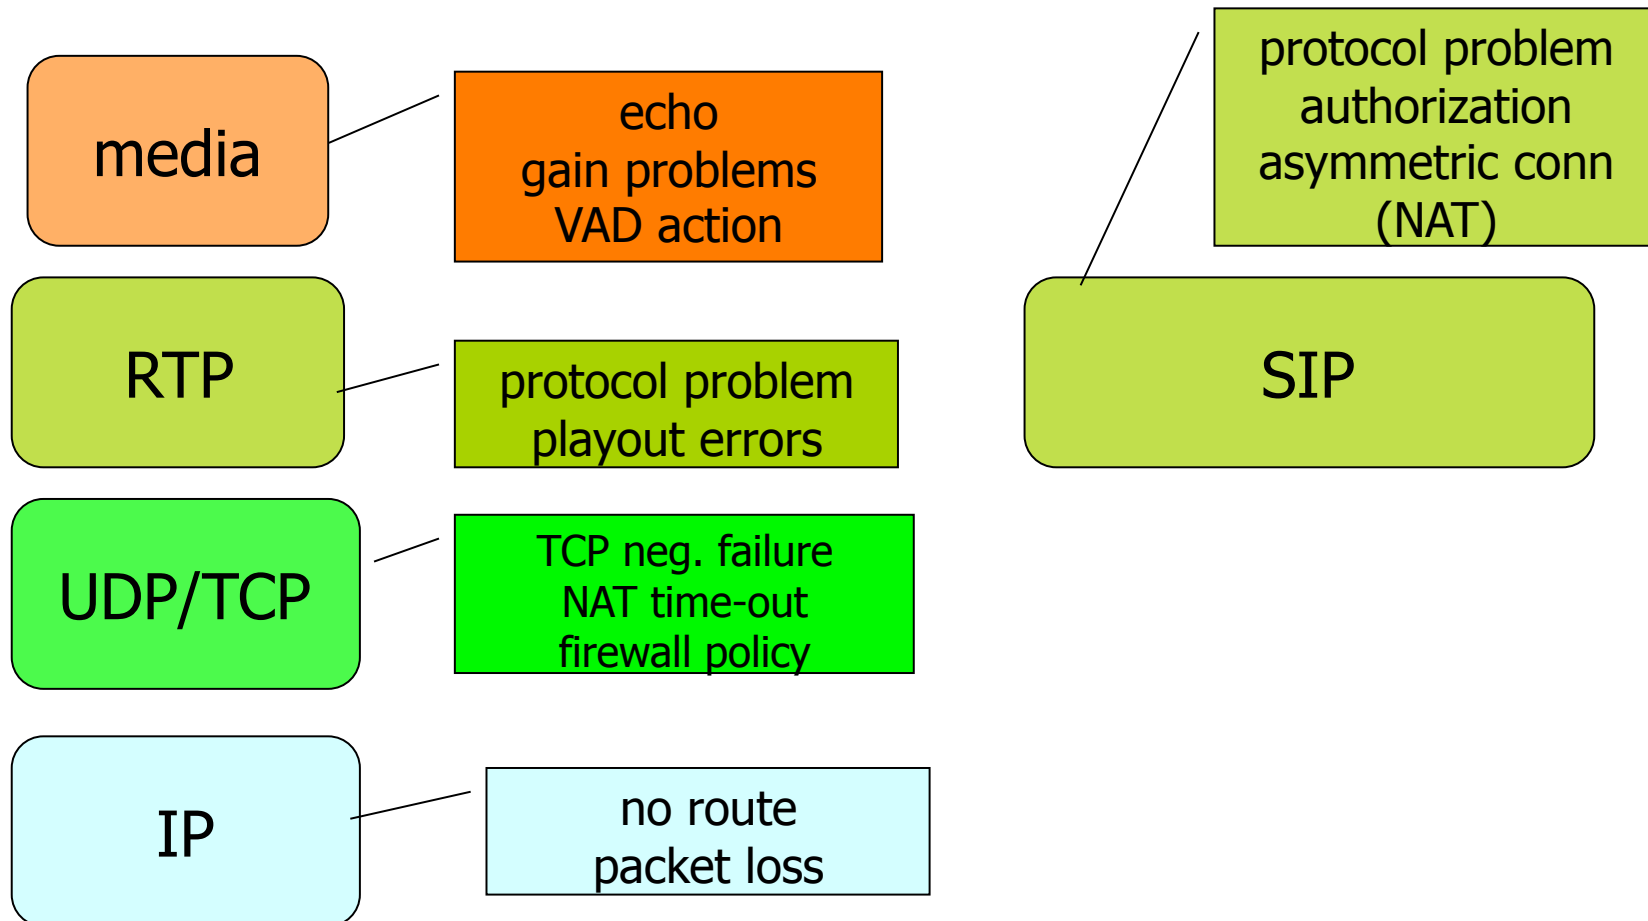 media
echo
gain problems
VAD action
protocol problem
authorization
asymmetric conn
(NAT)
RTP
protocol problem
playout errors
SIP
UDP/TCP
TCP neg. failure
NAT time-out
firewall policy
IP
no route
packet loss